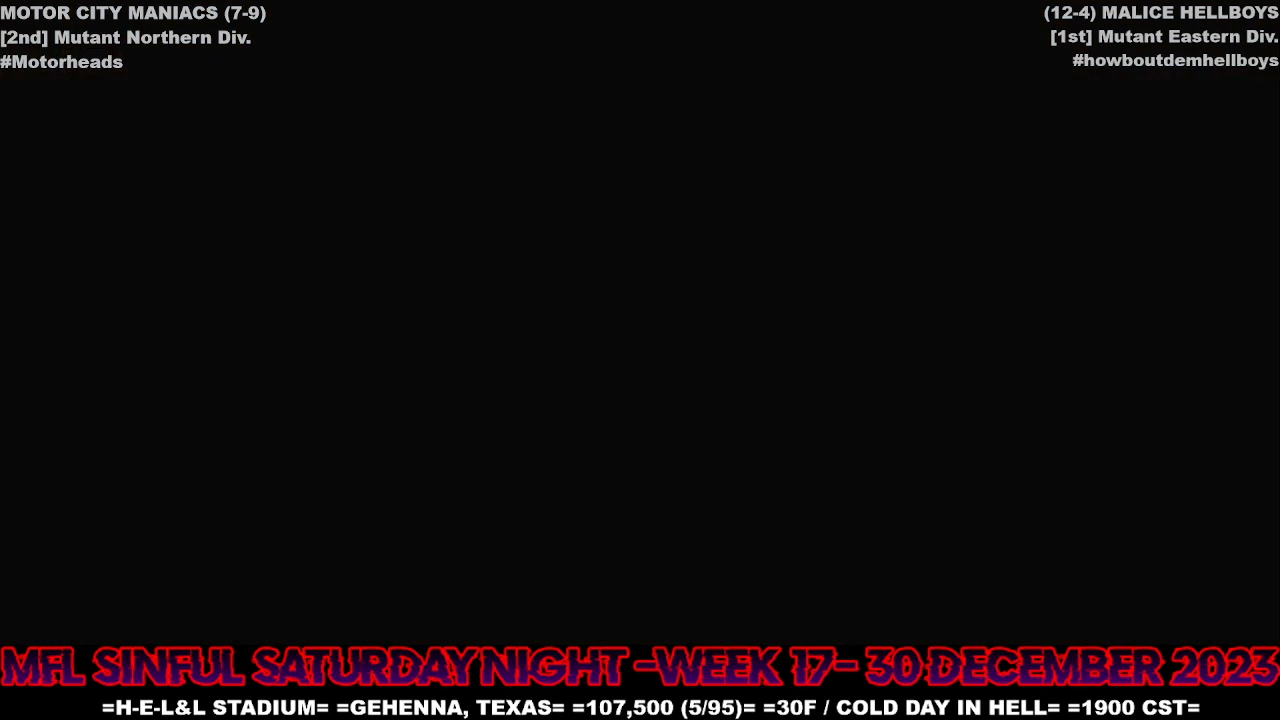 MOTOR CITY MANIACS (7-9)
[2nd] Mutant Northern Div.
#Motorheads
(12-4) MALICE HELLBOYS
[1st] Mutant Eastern Div.
#howboutdemhellboys
MFL SINFUL SATURDAY NIGHT -WEEK 17- 30 DECEMBER 2023
=H-E-L&L STADIUM= =GEHENNA, TEXAS= =107,500 (5/95)= =30F / COLD DAY IN HELL= =1900 CST=